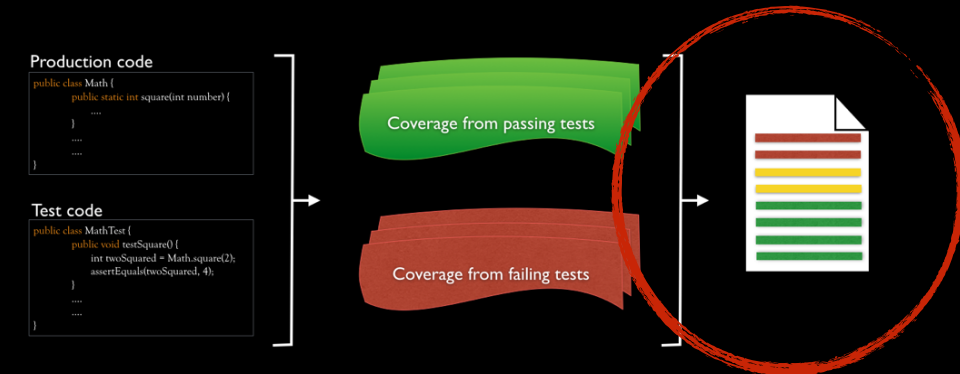 Production code
public class Math {
public static int square(int number) {
....
}
....
....
}
Test code
public class MathTest {
public void testSquare() {
int twoSquared = Math.square(2);
assertEquals(twoSquared, 4);
}
....
....
}
Coverage from passing tests
Coverage from failing tests